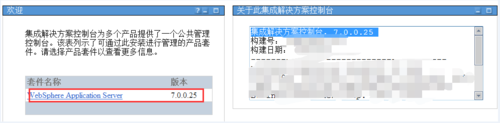 欢迎
集成解决方案控制台为多个产品提供了一个公共管理
控制台。该表列示了可通过此安装进行管理的产品套
件。请选择产品套件以查看更多信息。
套件名称 版本
WebSphere Application Server 7.0.0.25
关于此集成解决方案控制台
集成解决方案控制台, 7.0.0.25
构建号:
构建日期: